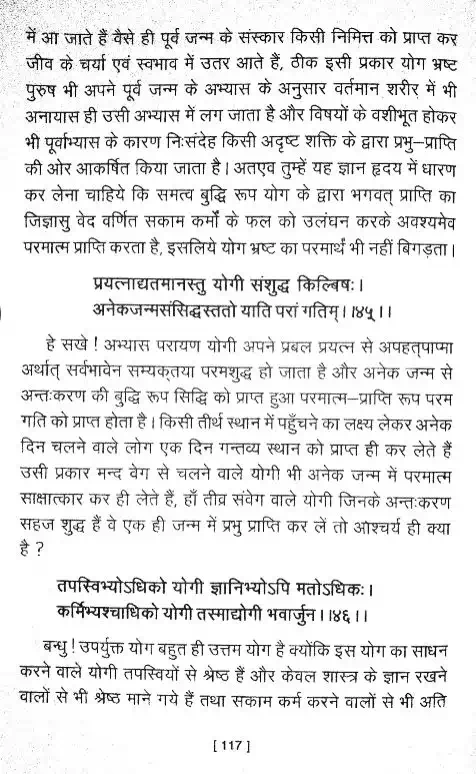 में आ जाते हैं वैसे ही पूर्व जन्म के संस्कार किसी निमित्त को प्राप्त कर
जीव के चर्या एवं स्वभाव में उतर आते हैं, ठीक इसी प्रकार योग भ्रष्ट
पुरुष भी अपने पूर्व जन्म के अभ्यास के अनुसार वर्तमान शरीर में भी
अनायास ही उसी अभ्यास में लग जाता है और विषयों के वशीभूत होकर
भी पूर्वाभ्यास के कारण निःसंदेह किसी अदृष्ट शक्ति के द्वारा प्रभु–प्राप्ति
की ओर आकर्षित किया जाता है। अतएव तुम्हें यह ज्ञान हृदय में धारण
कर लेना चाहिये कि समत्व बुद्धि रूप योग के द्वारा भगवत् प्राप्ति का
जिज्ञासु वेद वर्णित सकाम कर्मों के फल को उलंघन करके अवश्यमेव
परमात्म प्राप्ति करता है, इसलिये योग भ्रष्ट का परमार्थ भी नहीं बिगड़ता।
प्रयत्नाद्यतमानस्तु योगी संशुद्ध किल्बिषः।
अनेकजन्मसंसिद्धस्ततो याति परां गतिम्।।४५।।
हे सखे ! अभ्यास परायण योगी अपने प्रबल प्रयत्न से अपहत्पाप्मा
अर्थात् सर्वभावेन सम्यक्तया परमशुद्ध हो जाता है और अनेक जन्म से
अन्तःकरण की बुद्धि रूप सिद्धि को प्राप्त हुआ परमात्म–प्राप्ति रूप परम
गति को प्राप्त होता है। किसी तीर्थ स्थान में पहुँचने का लक्ष्य लेकर अनेक
दिन चलने वाले लोग एक दिन गन्तव्य स्थान को प्राप्त ही कर लेते हैं
उसी प्रकार मन्द वेग से चलने वाले योगी भी अनेक जन्म में परमात्म
साक्षात्कार कर ही लेते हैं, हाँ तीव्र संवेग वाले योगी जिनके अन्तःकरण
सहज शुद्ध हैं वे एक ही जन्म में प्रभु प्राप्ति कर लें तो आश्चर्य ही क्या
है ?
तपस्विभ्योऽधिको योगी ज्ञानिभ्योऽपि मतोऽधिकः।
कर्मिभ्यश्चाधिको योगी तस्माद्योगी भवार्जुन।।४६।।
बन्धु ! उपर्युक्त योग बहुत ही उत्तम योग है क्योंकि इस योग का साधन
करने वाले योगी तपस्वियों से श्रेष्ठ हैं और केवल शास्त्र के ज्ञान रखने
वालों से भी श्रेष्ठ माने गये हैं तथा सकाम कर्म करने वालों से भी अति
[ 117 ]